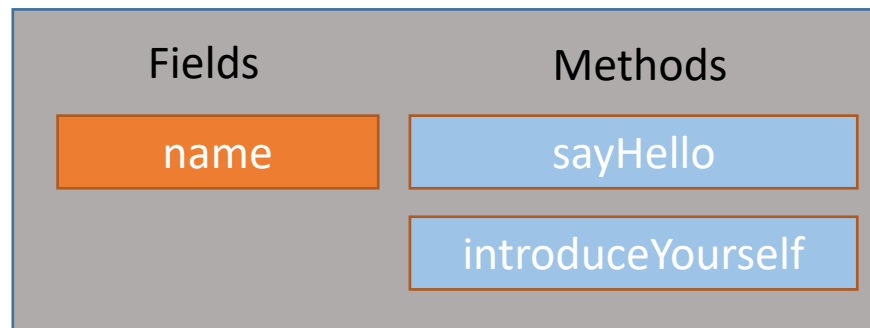 Fields
Methods
name
sayHello
introduceYourself